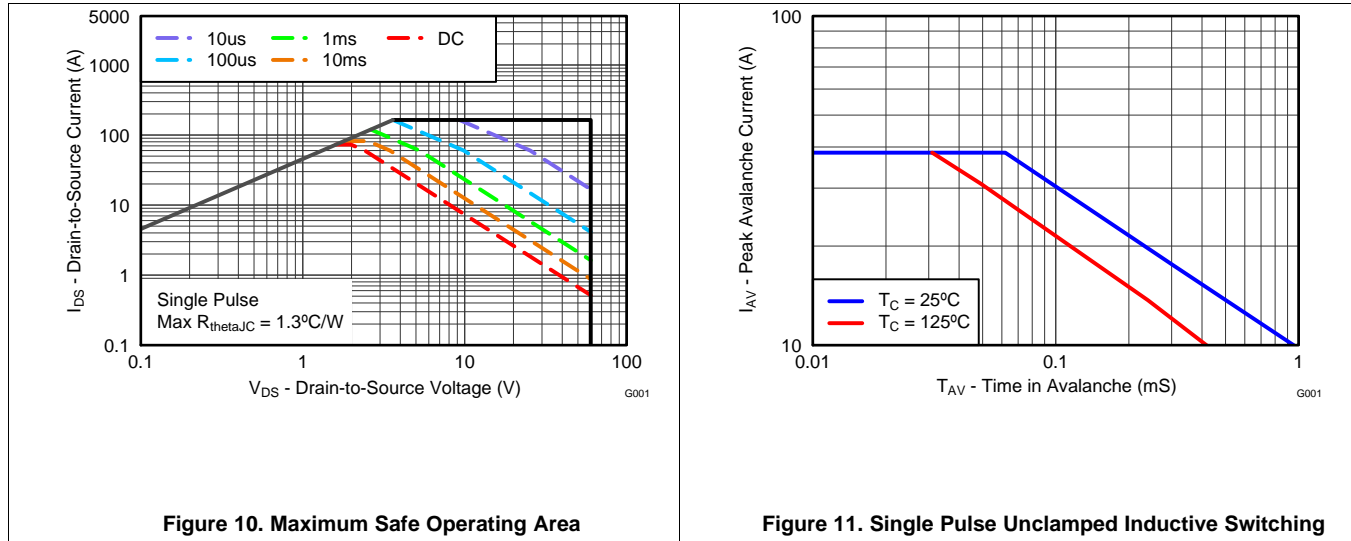 5000
1000
100
10
1
0.1
0.1
1
10
100
I_DS - Drain-to-Source Current (A)
V_DS - Drain-to-Source Voltage (V)
10us
100us
1ms
10ms
DC
Single Pulse
Max R_thetaJC = 1.3ºC/W
G001
Figure 10. Maximum Safe Operating Area
100
10
0.01
0.1
1
I_AV - Peak Avalanche Current (A)
T_AV - Time in Avalanche (mS)
T_C = 25ºC
T_C = 125ºC
G001
Figure 11. Single Pulse Unclamped Inductive Switching